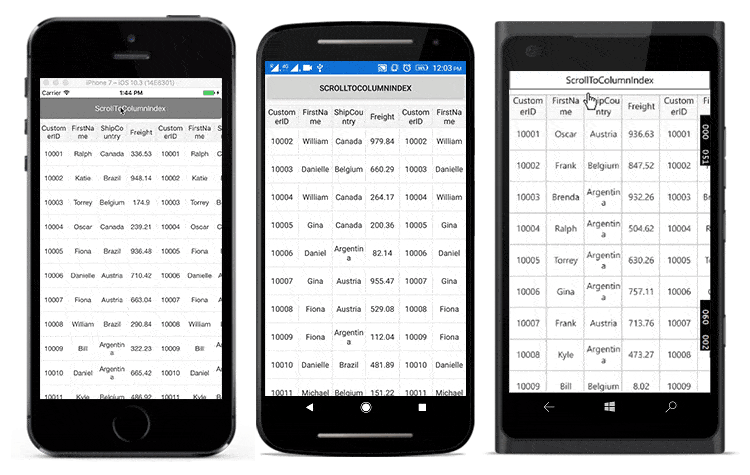 iPhone 7 – iOS 10.3 (14E8301)
Carrier 1:44 PM
ScrollToColumnIndex
CustomerID FirstName ShipCountry Freight CustomerID FirstName S
10001 Ralph Canada 336.53 10001 Ralph C
10002 Katie Brazil 948.14 10002 Katie
10003 Torrey Belgium 174.9 10003 Torrey B
10004 Oscar Canada 239.21 10004 Oscar C
10005 Fiona Brazil 936.48 10005 Fiona
10006 Danielle Austria 710.42 10006 Danielle A
10007 Fiona Austria 663.04 10007 Fiona A
10008 William Brazil 290.84 10008 William
10009 Bill Argentina 322.23 10009 Bill Ar
10010 Daniel Argentina 665.42 10010 Daniel Ar
10011 Kyle Belgium 486.92 10011 Kyle B
12:03 PM
SCROLLTOCOLUMNINDEX
CustomerID FirstName ShipCountry Freight CustomerID FirstName
10002 William Canada 979.84 10002 William
10003 Danielle Belgium 660.29 10003 Danielle
10004 William Canada 264.17 10004 William
10005 Gina Canada 200.36 10005 Gina
10006 Daniel Argentina 82.14 10006 Daniel
10007 Gina Austria 955.47 10007 Gina
10008 Fiona Austria 529.08 10008 Fiona
10009 Fiona Argentina 112.04 10009 Fiona
10010 Danielle Brazil 481.89 10010 Danielle
10011 Michael Belgium 151.22 10011 Michael
ScrollToColumnIndex
CustomerID FirstName ShipCountry Freight CustomerID Fi
10001 Oscar Austria 936.63 10001
10002 Frank Belgium 847.52 10002 F
10003 Brenda Argentina 932.26 10003 Br
10004 Ralph Argentina 504.62 10004 R
10005 Torrey Argentina 630.26 10005 To
10006 Gina Argentina 757.11 10006
10007 Frank Austria 713.76 10007
10008 Kyle Argentina 473.27 10008
10009 Bill Belgium 8.02 10009
000 051
060 002